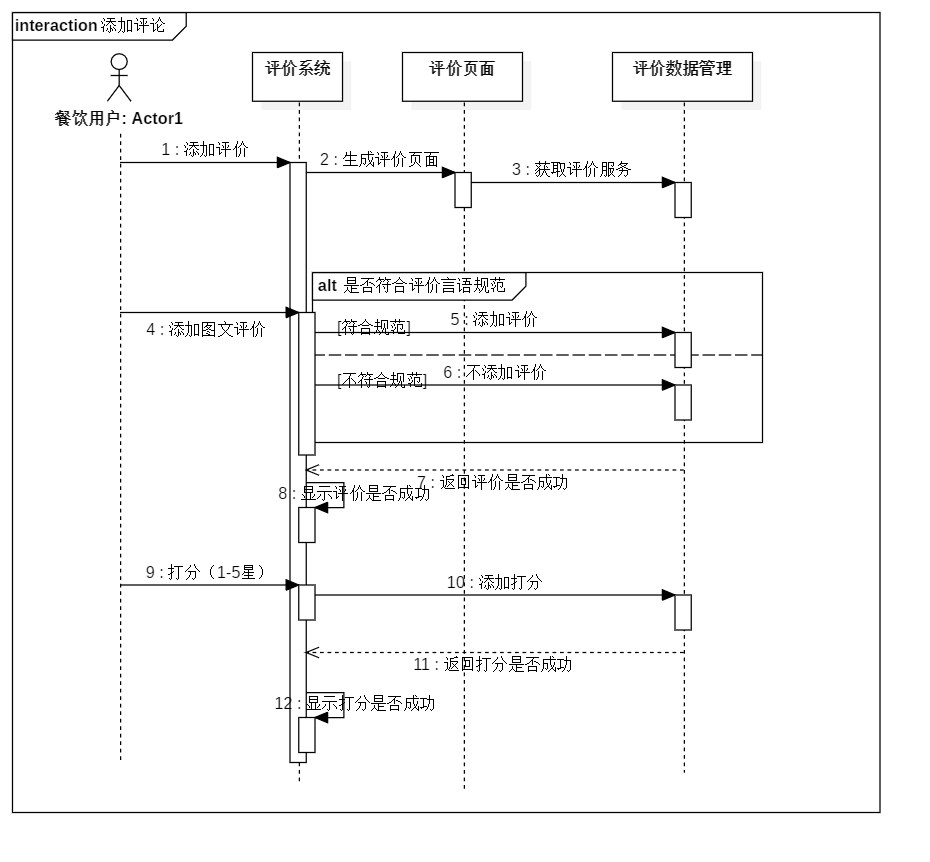 interaction 添加评论
评价系统
评价页面
评价数据管理
餐饮用户: Actor1
1 : 添加评价
2 : 生成评价页面
3 : 获取评价服务
alt 是否符合评价言语规范
4 : 添加图文评价
[符合规范]
5 : 添加评价
[不符合规范]
6 : 不添加评价
7 : 返回评价是否成功
8 : 显示评价是否成功
9 : 打分（1-5星）
10 : 添加打分
11 : 返回打分是否成功
12 : 显示打分是否成功